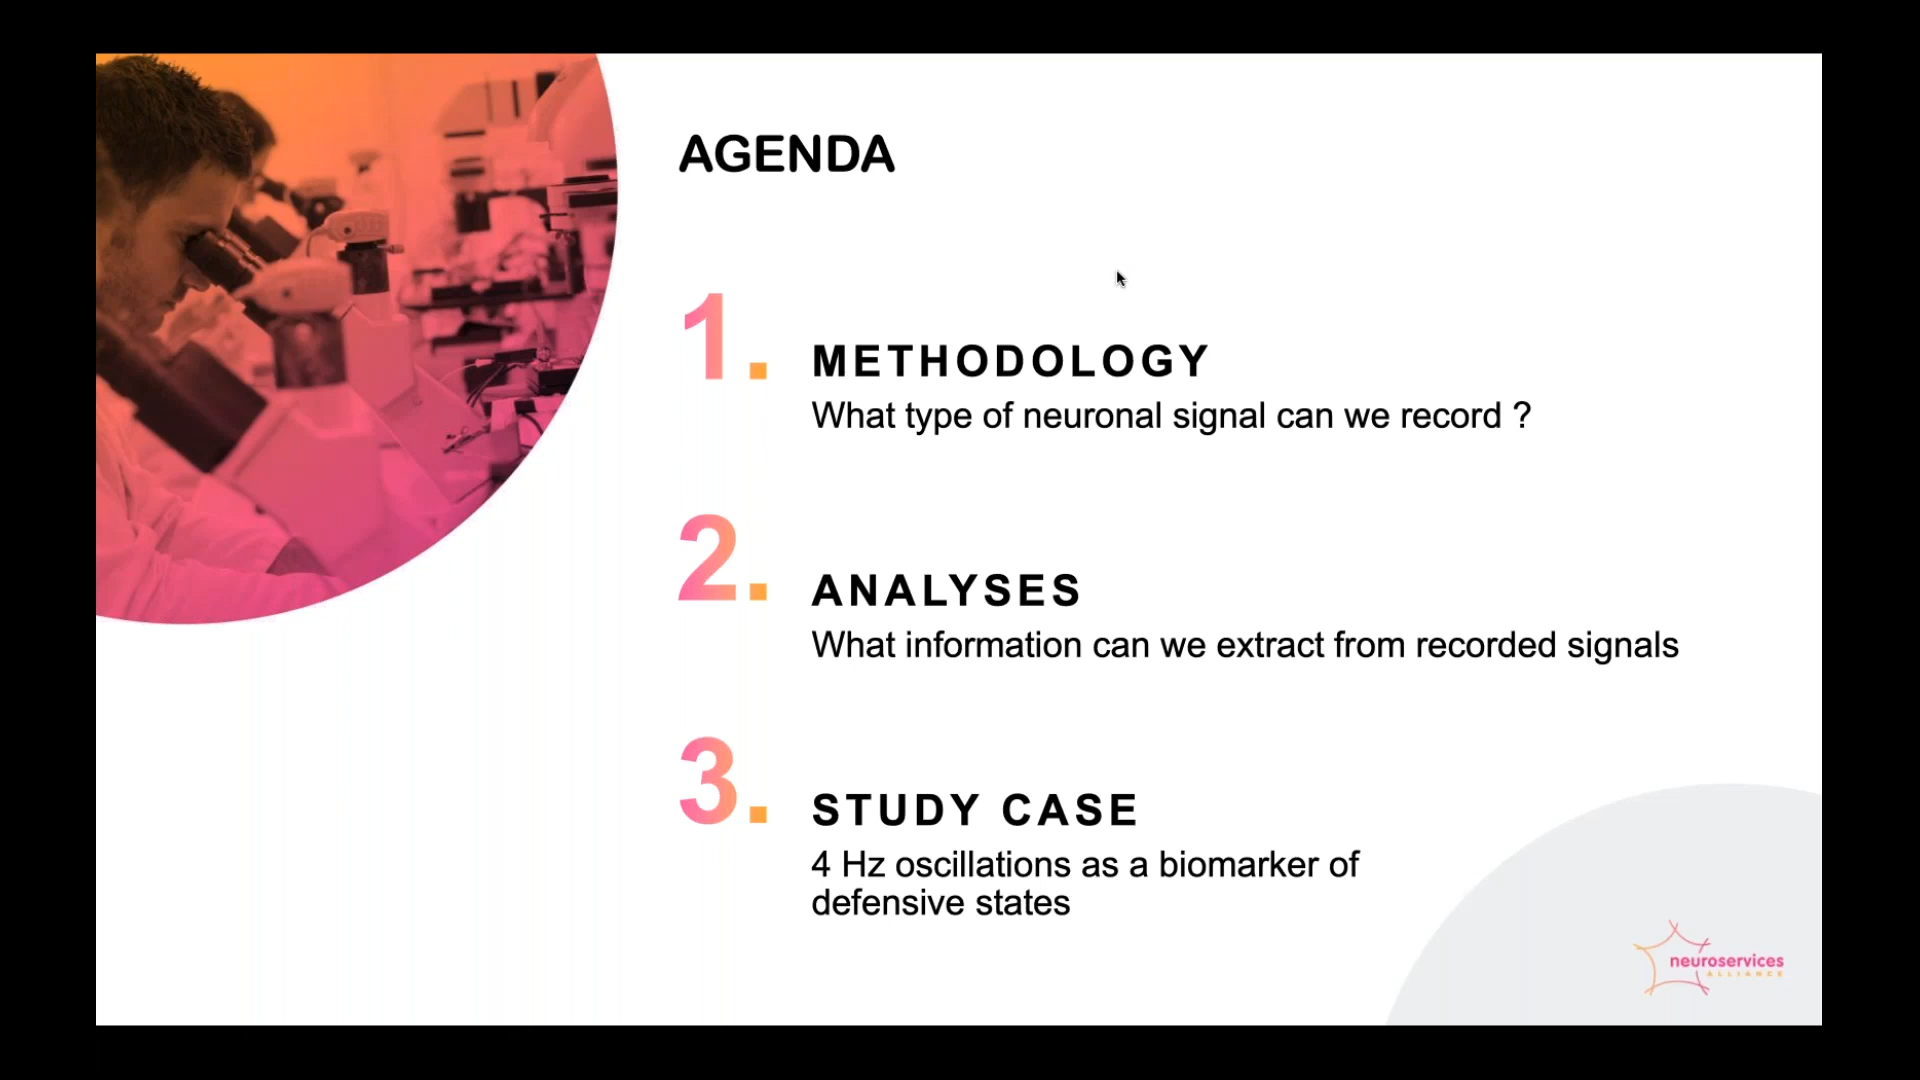 AGENDA
1.
METHODOLOGY
What type of neuronal signal can we record ?
2.
ANALYSES
What information can we extract from recorded signals
3.
STUDY CASE
4 Hz oscillations as a biomarker of
defensive states
neuroservices
ALLIANCE